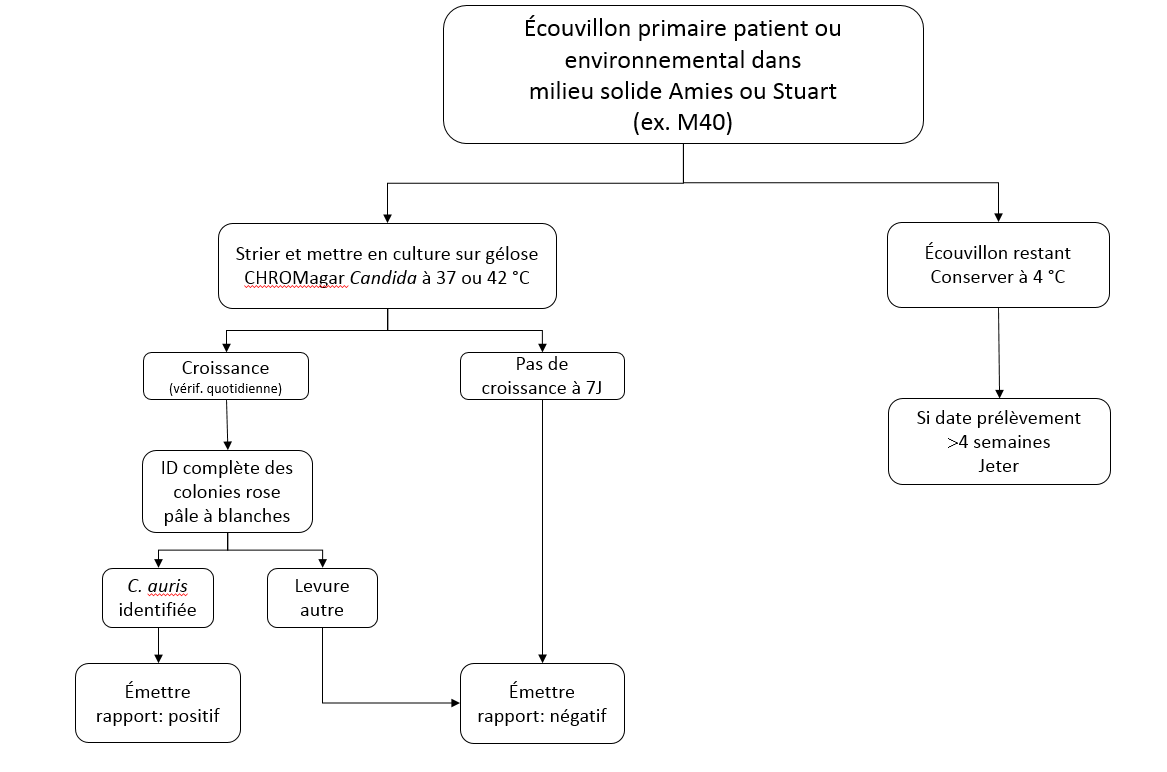 Écouvillon primaire patient ou
environnemental dans
milieu solide Amies ou Stuart
(ex. M40)
Strier et mettre en culture sur gélose
CHROMagar Candida à 37 ou 42 °C
Écouvillon restant
Conserver à 4 °C
Croissance
(vérif. quotidienne)
Pas de
croissance à 7J
Si date prélèvement
>4 semaines
Jeter
ID complète des
colonies rose
pâle à blanches
C. auris
identifiée
Levure
autre
Émettre
rapport: positif
Émettre
rapport: négatif